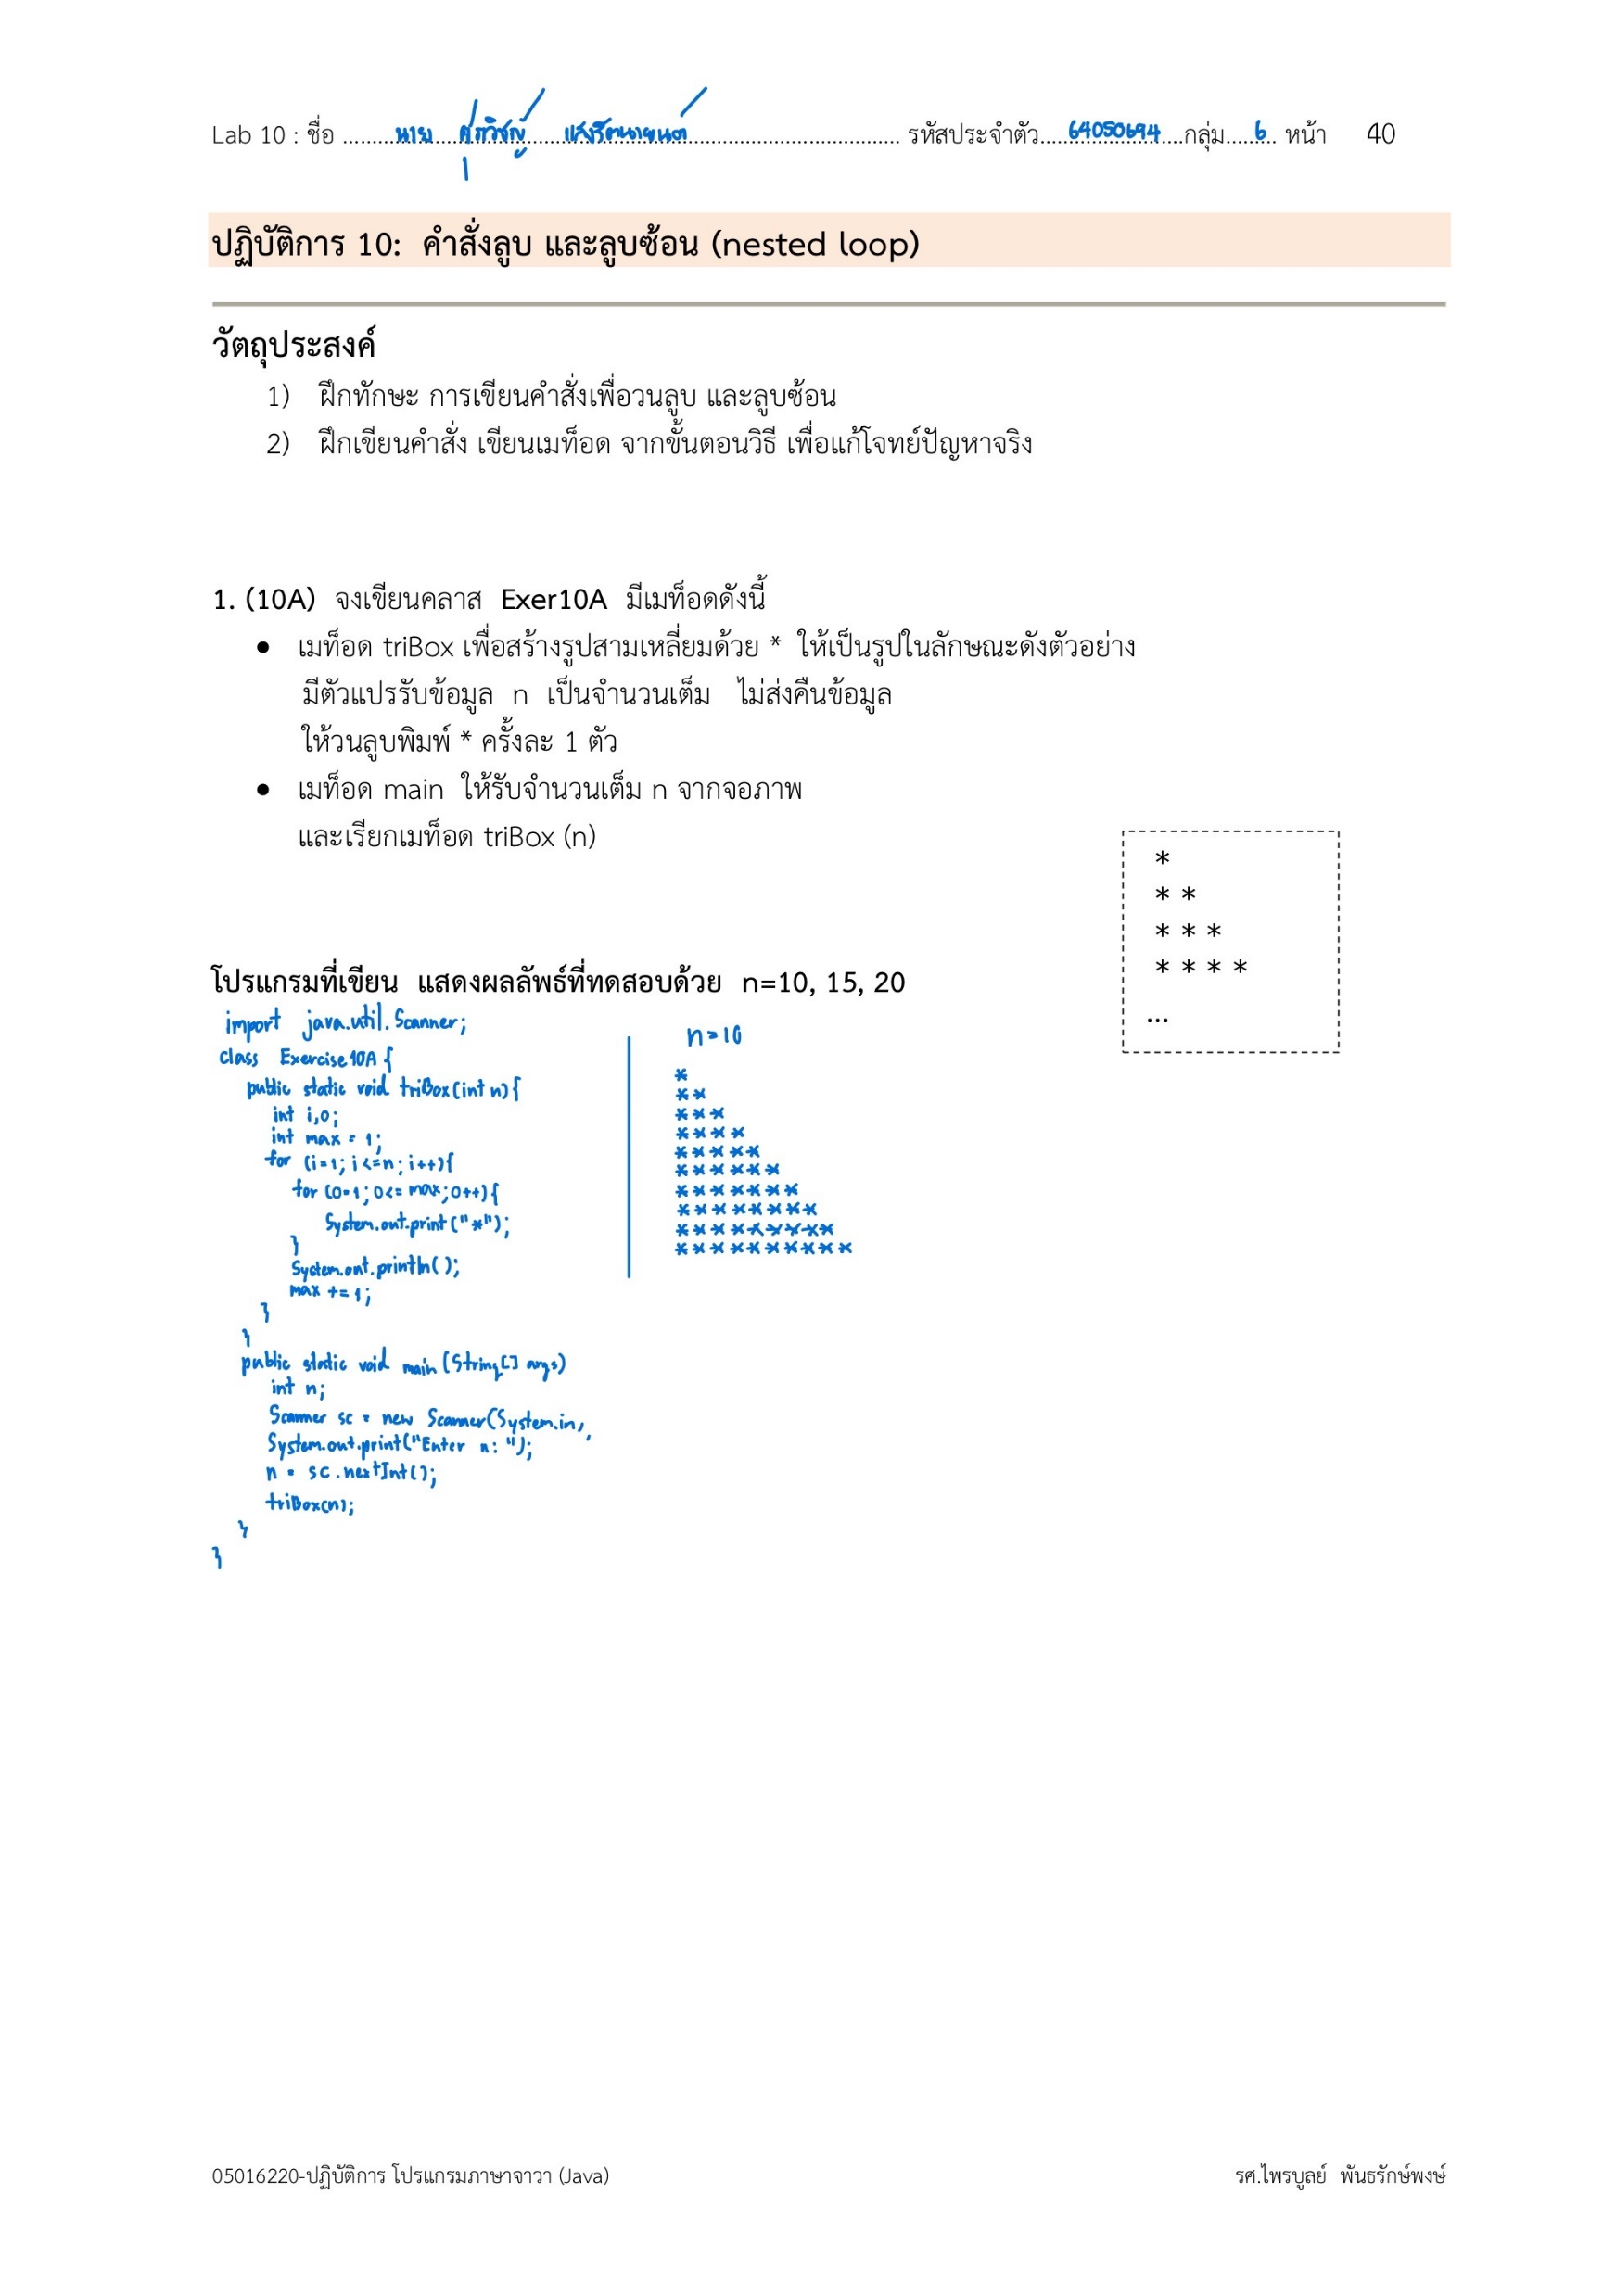 Lab 10 : ชื่อ ........ นาย ศุภวิชญ์ ........ รหัสประจำตัว........ 64050694 ........กลุ่ม........ 6 ........ หน้า 40
ปฏิบัติการ 10: คำสั่งลูบ และลูบซ้อน (nested loop)
วัตถุประสงค์
1) ฝึกทักษะ การเขียนคำสั่งเพื่อวนลูบ และลูบซ้อน
2) ฝึกเขียนคำสั่ง เขียนเมท็อด จากขั้นตอนวิธี เพื่อแก้โจทย์ปัญหาจริง
1. (10A) จงเขียนคลาส Exer10A มีเมท็อดดังนี้
• เมท็อด triBox เพื่อสร้างรูปสามเหลี่ยมด้วย * ให้เป็นรูปในลักษณะดังตัวอย่าง
มีตัวแปรรับข้อมูล n เป็นจำนวนเต็ม ไม่ส่งคืนข้อมูล
ให้วนลูบพิมพ์ * ครั้งละ 1 ตัว
• เมท็อด main ให้รับจำนวนเต็ม n จากจอภาพ
และเรียกเมท็อด triBox (n)
*
* *
* * *
* * * *
...
โปรแกรมที่เขียน แสดงผลลัพธ์ที่ทดสอบด้วย n=10, 15, 20
import java.util.Scanner;
class Exercise10A {
public static void triBox(int n){
int i,o;
int max = 1;
for (i=1; i<=n; i++){
for (o=1; o<= max; o++){
System.out.print("*");
}
System.out.println( );
max += 1;
}
}
public static void main (String[] args)
int n;
Scanner sc = new Scanner(System.in);
System.out.print("Enter n: ");
n = sc.nextInt();
triBox(n);
}
}
n=10
*
**
***
****
*****
******
*******
********
*********
**********
05016220-ปฏิบัติการ โปรแกรมภาษาจาวา (Java)
รศ.ไพรบูลย์ พันธรักษ์พงษ์